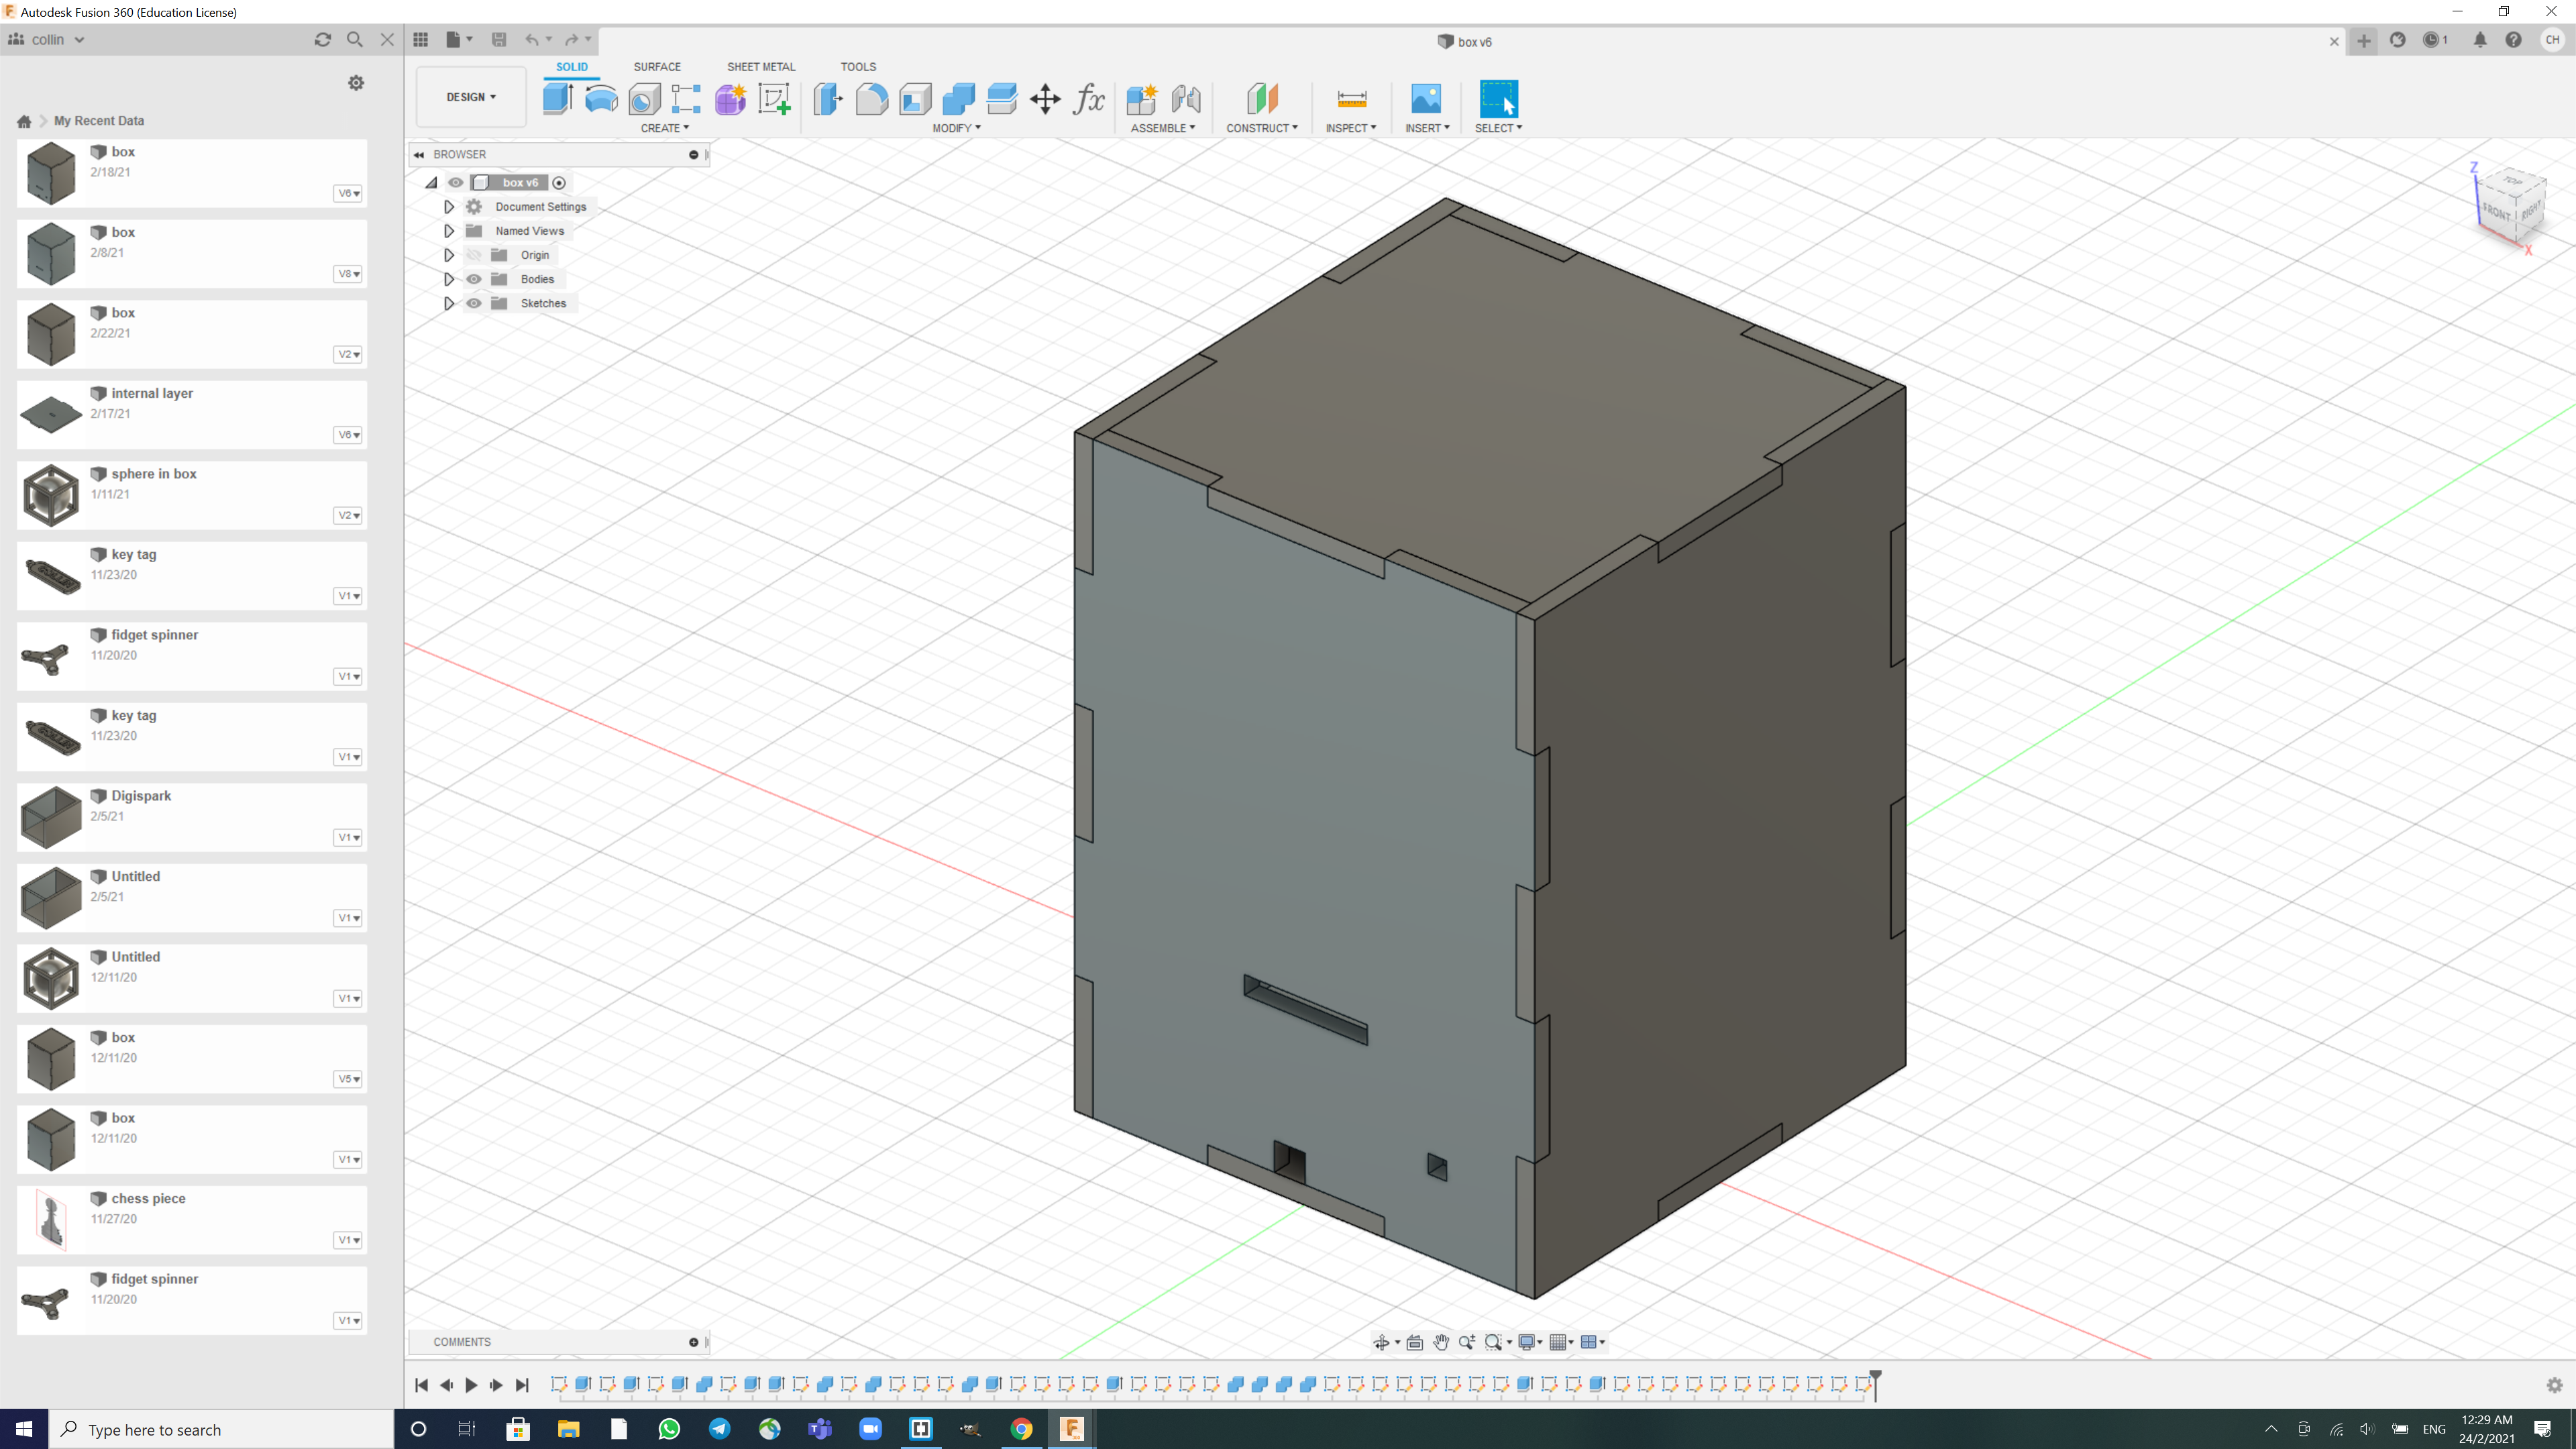 Autodesk Fusion 360 (Education License)
collin
box v6
1
CH
DESIGN
SOLID
SURFACE
SHEET METAL
TOOLS
CREATE
MODIFY
ASSEMBLE
CONSTRUCT
INSPECT
INSERT
SELECT
My Recent Data
box
2/18/21
V6
box
2/8/21
V8
box
2/22/21
V2
internal layer
2/17/21
V6
sphere in box
1/11/21
V2
key tag
11/23/20
V1
fidget spinner
11/20/20
V1
key tag
11/23/20
V1
Digispark
2/5/21
V1
Untitled
2/5/21
V1
Untitled
12/11/20
V1
box
12/11/20
V5
box
12/11/20
V1
chess piece
11/27/20
V1
fidget spinner
11/20/20
V1
BROWSER
box v6
Document Settings
Named Views
Origin
Bodies
Sketches
Z
TOP
FRONT
RIGHT
X
COMMENTS
Type here to search
ENG
12:29 AM
24/2/2021